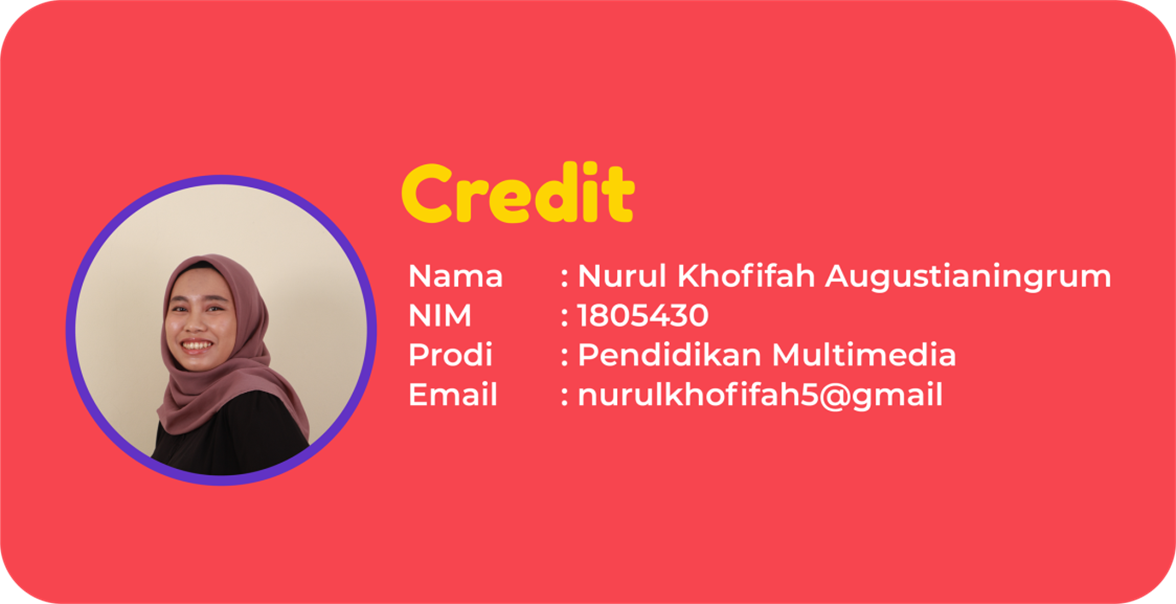 Credit
Nama : Nurul Khofifah Augustianingrum
NIM : 1805430
Prodi : Pendidikan Multimedia
Email : nurulkhofifah5@gmail